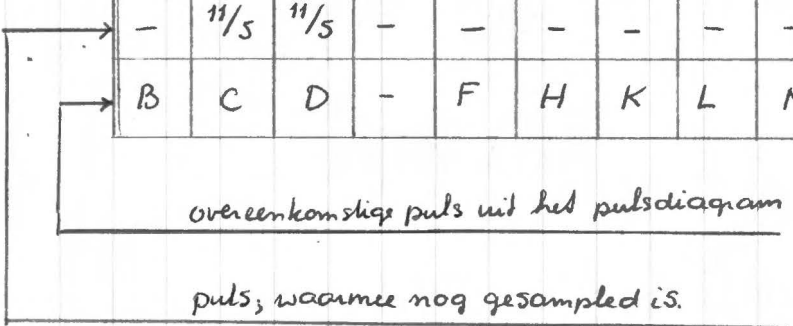 - 11/5 11/5 - - - - - -
B C D - F H K L
overeenkomstige puls uit het pulsdiagram
puls, waarmee nog gesampled is.